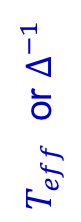 T_eff or Δ⁻¹